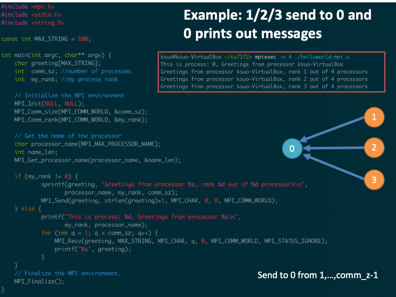 #include <mpi.h>
#include <stdio.h>
#include <string.h>
const int MAX_STRING = 100;
int main(int argc, char** argv) {
char greeting[MAX_STRING];
int comm_sz; //number of processes
int my_rank; //my process rank
// Initialize the MPI environment
MPI_Init(NULL, NULL);
MPI_Comm_size(MPI_COMM_WORLD, &comm_sz);
MPI_Comm_rank(MPI_COMM_WORLD, &my_rank);
// Get the name of the processor
char processor_name[MPI_MAX_PROCESSOR_NAME];
int name_len;
MPI_Get_processor_name(processor_name, &name_len);
if (my_rank != 0) {
sprintf(greeting, "Greetings from processor %s, rank %d out of %d processors\n",
processor_name, my_rank, comm_sz);
MPI_Send(greeting, strlen(greeting)+1, MPI_CHAR, 0, 0, MPI_COMM_WORLD);
} else {
printf("This is process: %d, Greetings from processor %s\n",
my_rank, processor_name);
for (int q = 1; q < comm_sz; q++) {
MPI_Recv(greeting, MAX_STRING, MPI_CHAR, q, 0, MPI_COMM_WORLD, MPI_STATUS_IGNORE);
printf("%s", greeting);
}
}
// Finalize the MPI environment.
MPI_Finalize();
}
Example: 1/2/3 send to 0 and
0 prints out messages
ksuo@ksuo-VirtualBox ~/cs7172> mpiexec -n 4 ./helloworld-mpi.o
This is process: 0, Greetings from processor ksuo-VirtualBox
Greetings from processor ksuo-VirtualBox, rank 1 out of 4 processors
Greetings from processor ksuo-VirtualBox, rank 2 out of 4 processors
Greetings from processor ksuo-VirtualBox, rank 3 out of 4 processors
1
0
2
3
Send to 0 from 1,...,comm_z-1